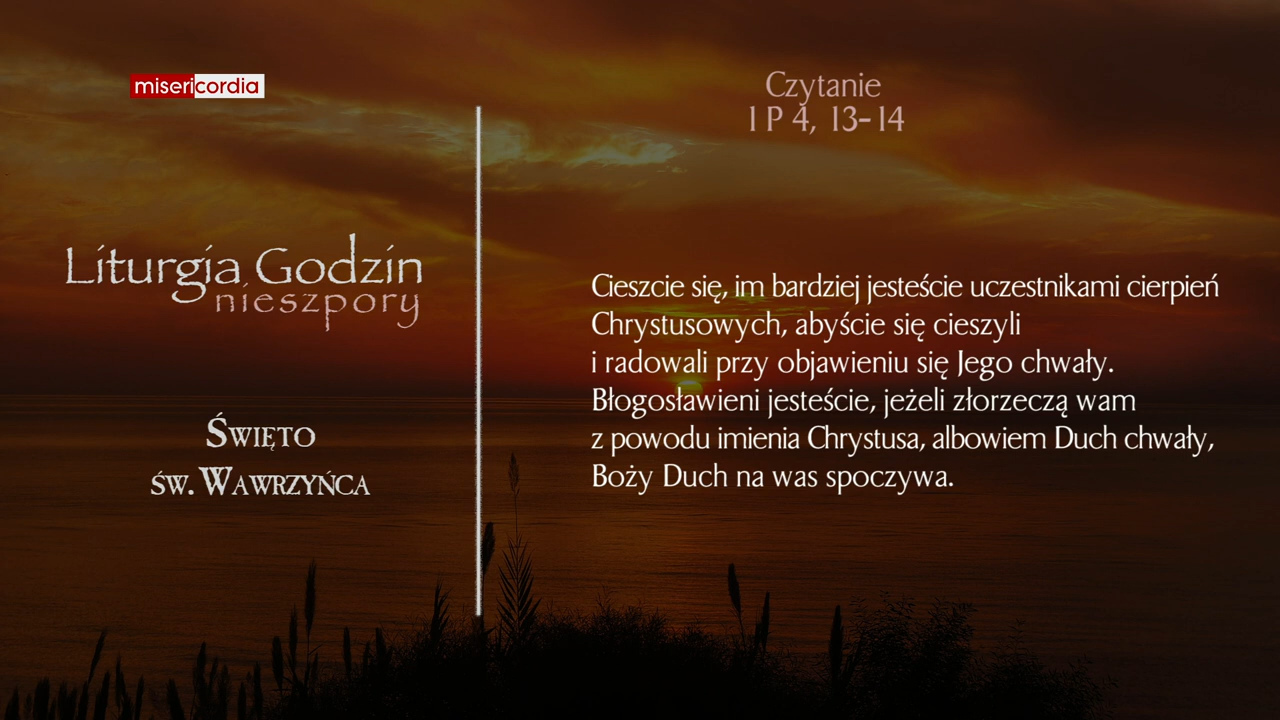 misericordia
Liturgia Godzin
nieszpory
Święto
św. Wawrzyńca
Czytanie
1 P 4, 13-14
Cieszcie się, im bardziej jesteście uczestnikami cierpień
Chrystusowych, abyście się cieszyli
i radowali przy objawieniu się Jego chwały.
Błogosławieni jesteście, jeżeli złorzeczą wam
z powodu imienia Chrystusa, albowiem Duch chwały,
Boży Duch na was spoczywa.